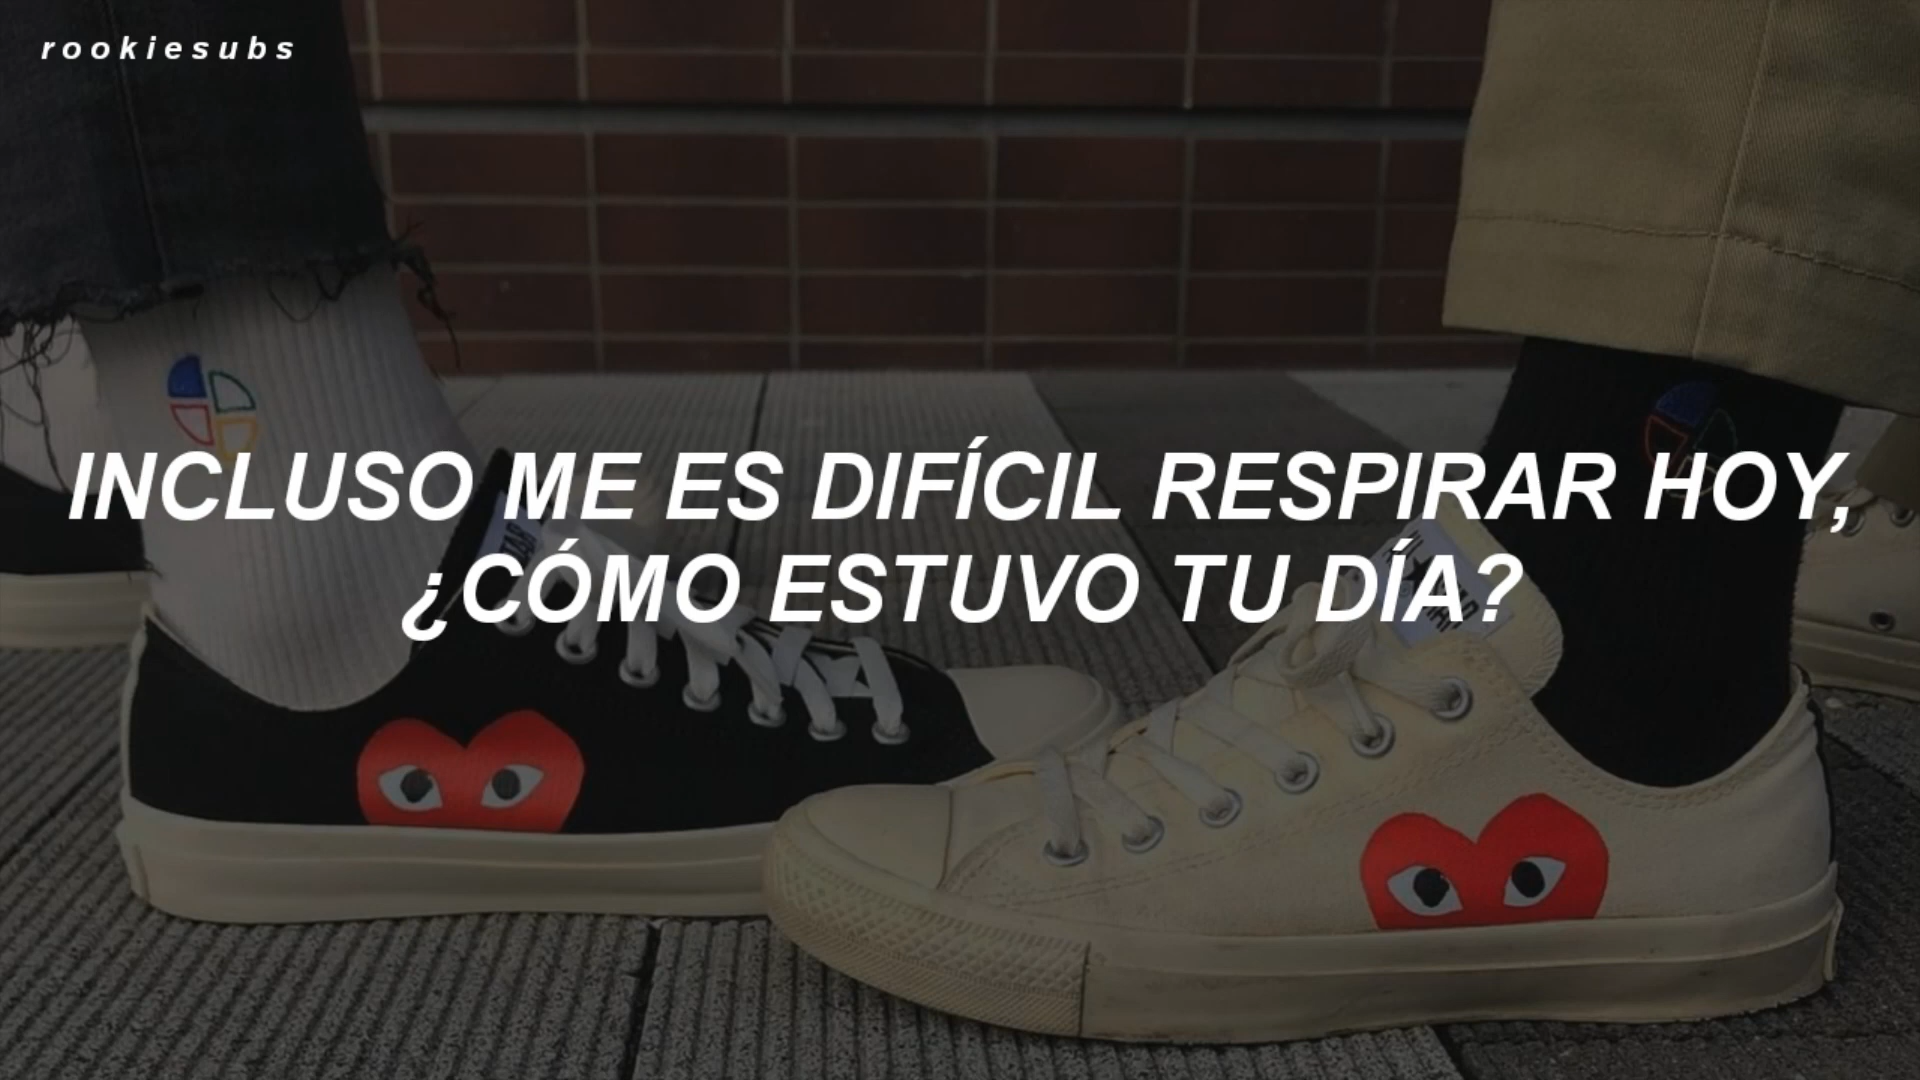 rookiesubs
INCLUSO ME ES DIFÍCIL RESPIRAR HOY,
¿CÓMO ESTUVO TU DÍA?